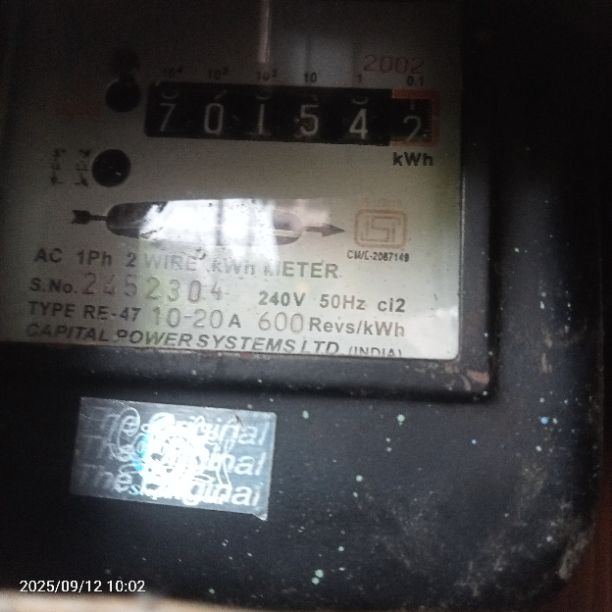 2002
10⁴ 10³ 10² 10 1 0.1
7 0 1 5 4 2
kWh
ISI
CM/L-2087149
AC 1Ph 2 WIRE kWh METER
S.No. 2452304 240V 50Hz cl2
TYPE RE-47 10-20A 600 Revs/kWh
CAPITAL POWER SYSTEMS LTD. (INDIA)
The Original
The Original
The Original
2025/09/12 10:02